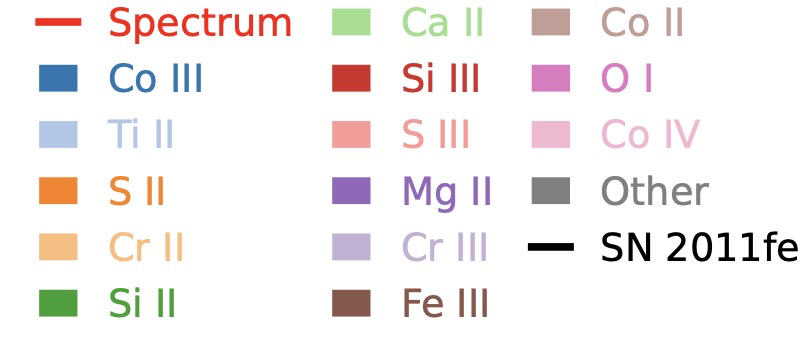 Spectrum
Co III
Ti II
S II
Cr II
Si II
Ca II
Si III
S III
Mg II
Cr III
Fe III
Co II
O I
Co IV
Other
SN 2011fe